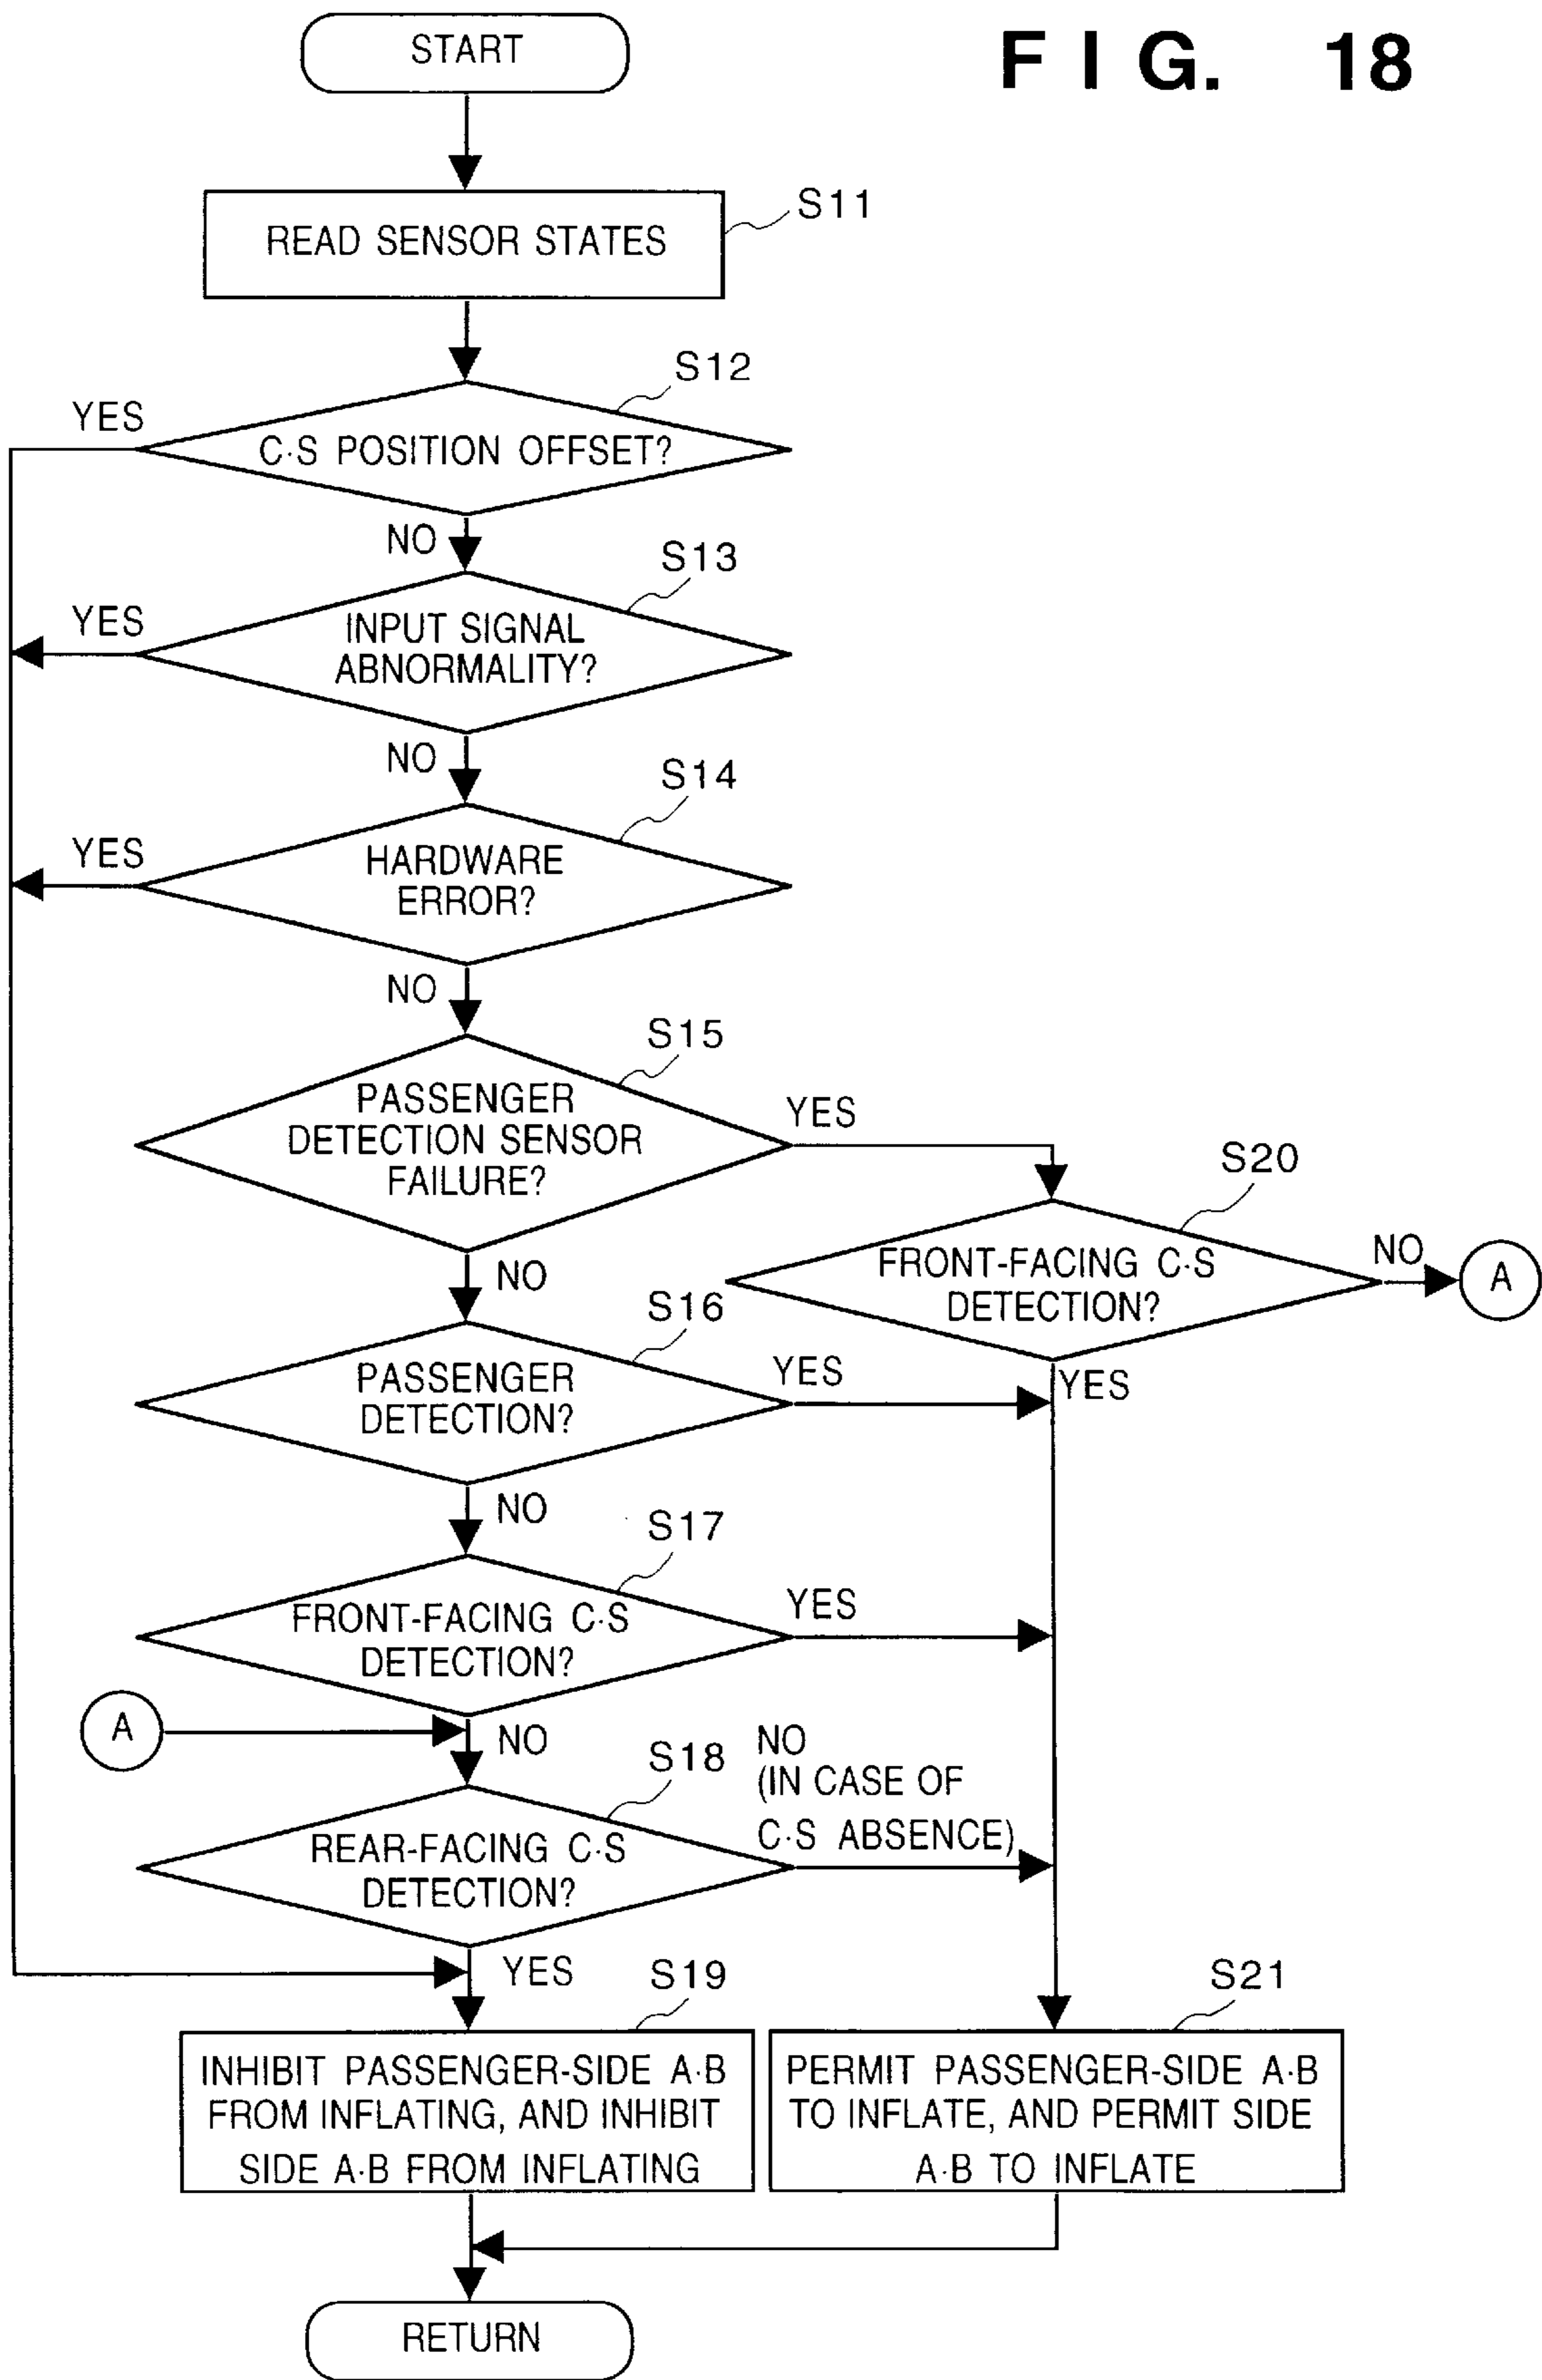 F I G. 18
START
S11
READ SENSOR STATES
S12
YES
C·S POSITION OFFSET?
NO
S13
YES
INPUT SIGNAL
ABNORMALITY?
NO
S14
YES
HARDWARE
ERROR?
NO
S15
PASSENGER
DETECTION SENSOR
FAILURE?
YES
S20
FRONT-FACING C·S
DETECTION?
NO
A
YES
NO
S16
PASSENGER
DETECTION?
YES
NO
S17
FRONT-FACING C·S
DETECTION?
YES
A
NO
S18
NO
(IN CASE OF
C·S ABSENCE)
REAR-FACING C·S
DETECTION?
YES
S19
INHIBIT PASSENGER-SIDE A·B
FROM INFLATING, AND INHIBIT
SIDE A·B FROM INFLATING
S21
PERMIT PASSENGER-SIDE A·B
TO INFLATE, AND PERMIT SIDE
A·B TO INFLATE
RETURN